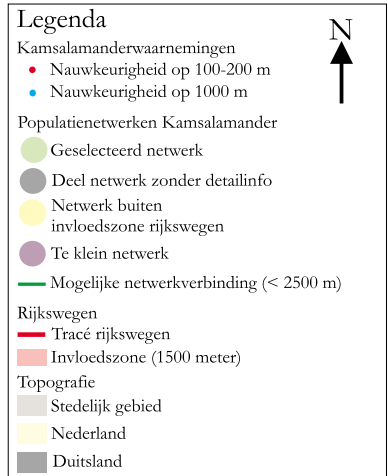 Legenda
N
Kamsalamanderwaarnemingen
Nauwkeurigheid op 100-200 m
Nauwkeurigheid op 1000 m
Populatienetwerken Kamsalamander
Geselecteerd netwerk
Deel netwerk zonder detailinfo
Netwerk buiten
invloedszone rijkswegen
Te klein netwerk
Mogelijke netwerkverbinding (< 2500 m)
Rijkswegen
Tracé rijkswegen
Invloedszone (1500 meter)
Topografie
Stedelijk gebied
Nederland
Duitsland